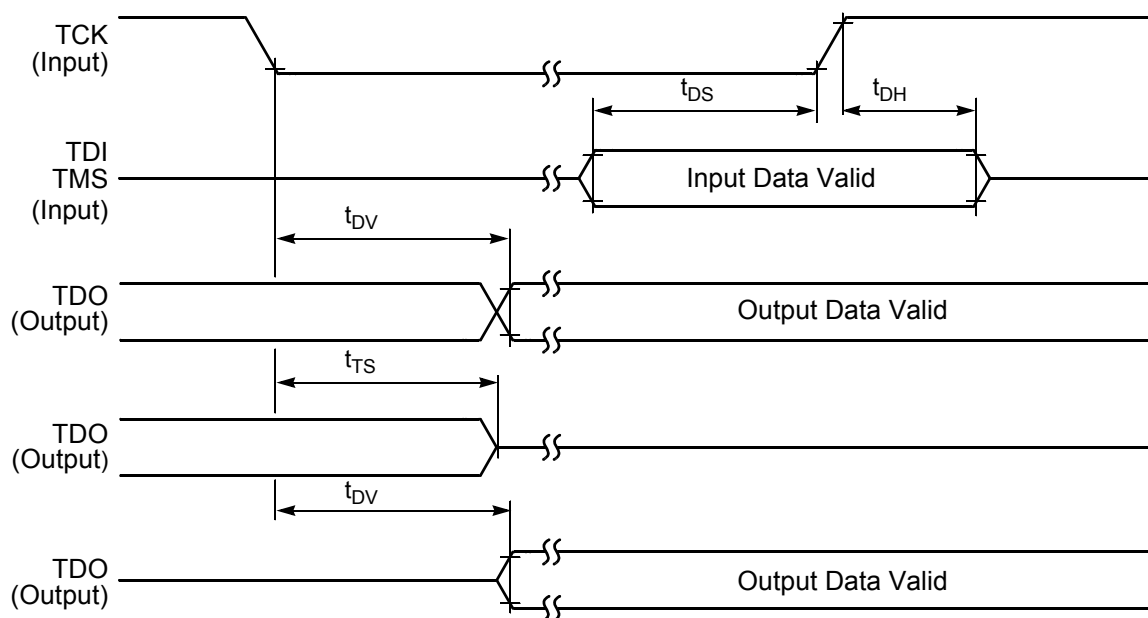 TCK
(Input)
tDS
tDH
TDI
TMS
(Input)
Input Data Valid
tDV
TDO
(Output)
Output Data Valid
tTS
TDO
(Output)
tDV
TDO
(Output)
Output Data Valid